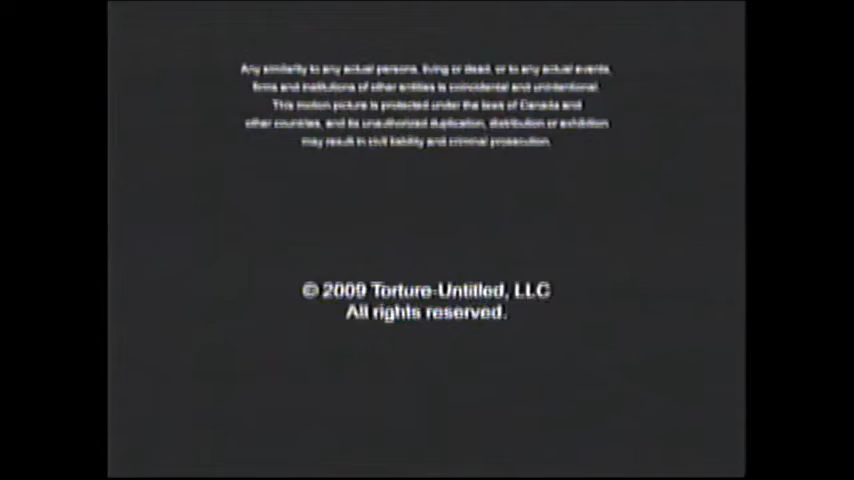 Any similarity to any actual persons, living or dead, or to any actual events,
firms and institutions of other entities is coincidental and unintentional.
This motion picture is protected under the laws of Canada and
other countries, and its unauthorized duplication, distribution or exhibition
may result in civil liability and criminal prosecution.
© 2009 Torture-Untitled, LLC
All rights reserved.